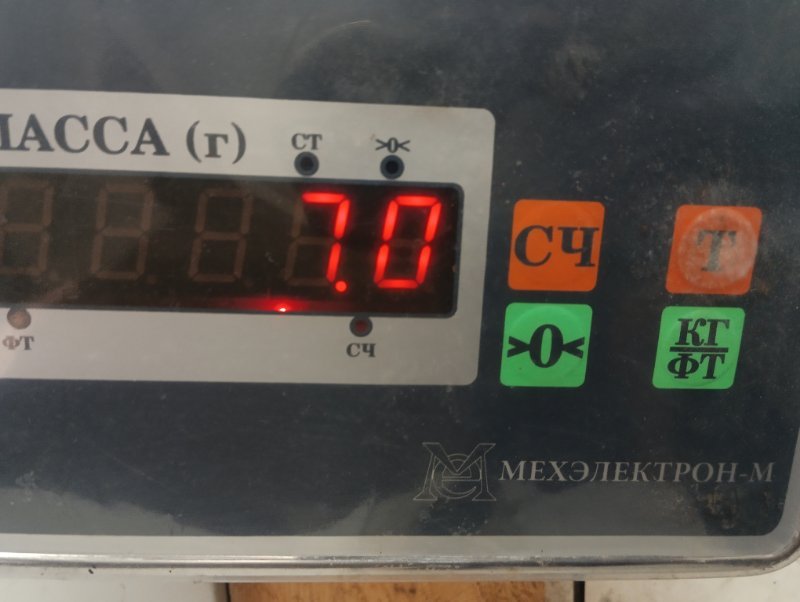 МАССА (г)
СТ
>0<
7.0
ФТ
СЧ
СЧ
Т
>0<
КГ
ФТ
МЕХЭЛЕКТРОН-М